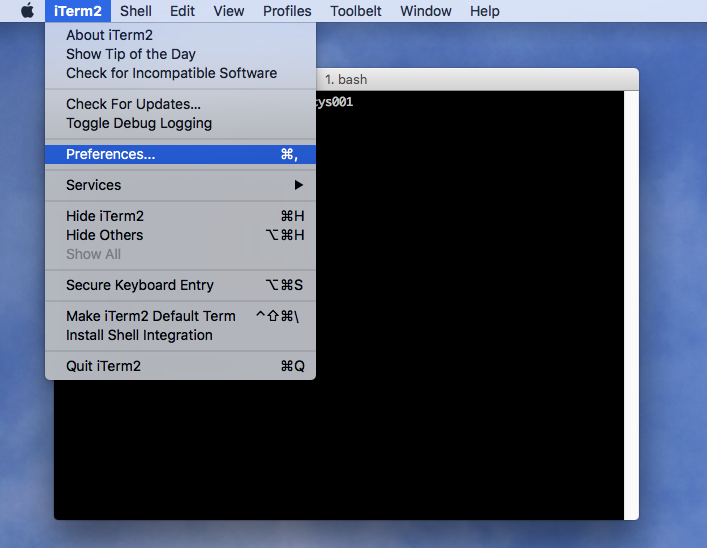 iTerm2 Shell Edit View Profiles Toolbelt Window Help
About iTerm2
Show Tip of the Day
Check for Incompatible Software
1. bash
Check For Updates...
ys001
Toggle Debug Logging
Preferences... ⌘,
Services ▶
Hide iTerm2 ⌘H
Hide Others ⌥⌘H
Show All
Secure Keyboard Entry ⌥⌘S
Make iTerm2 Default Term ^⇧⌘\
Install Shell Integration
Quit iTerm2 ⌘Q